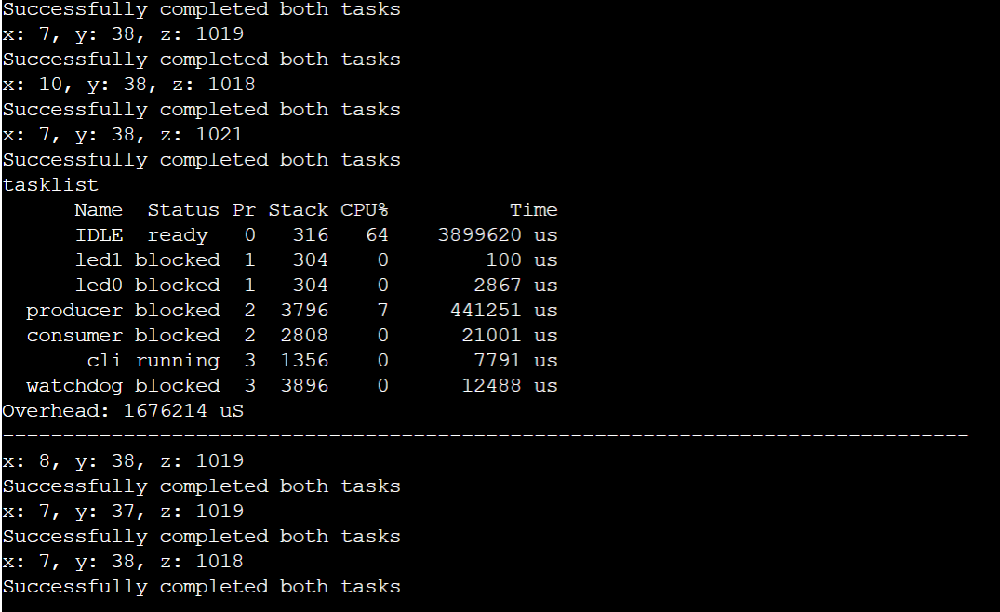 Successfully completed both tasks
x: 7, y: 38, z: 1019
Successfully completed both tasks
x: 10, y: 38, z: 1018
Successfully completed both tasks
x: 7, y: 38, z: 1021
Successfully completed both tasks
tasklist
      Name  Status Pr Stack CPU%          Time
      IDLE  ready   0   316   64    3899620 us
      led1 blocked  1   304    0        100 us
      led0 blocked  1   304    0       2867 us
  producer blocked  2  3796    7     441251 us
  consumer blocked  2  2808    0      21001 us
       cli running  3  1356    0       7791 us
  watchdog blocked  3  3896    0      12488 us
Overhead: 1676214 uS
--------------------------------------------------------------------------------
x: 8, y: 38, z: 1019
Successfully completed both tasks
x: 7, y: 37, z: 1019
Successfully completed both tasks
x: 7, y: 38, z: 1018
Successfully completed both tasks